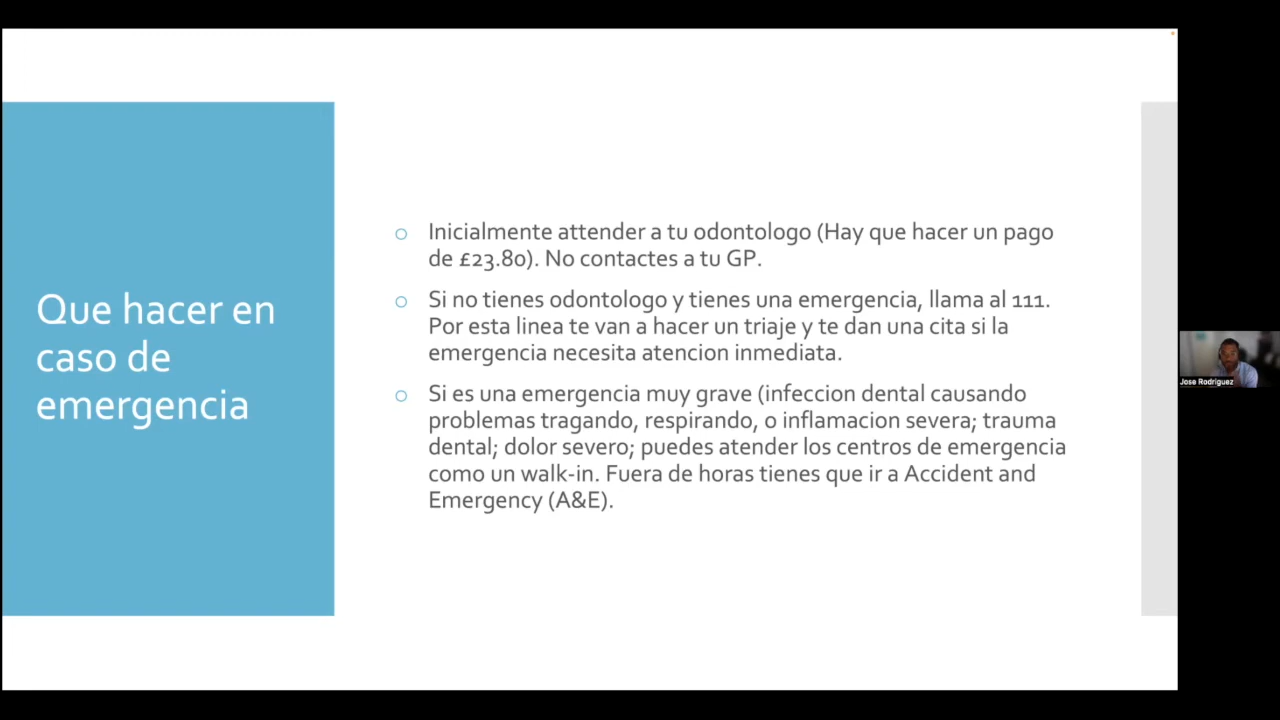 Que hacer en
caso de
emergencia
Inicialmente attender a tu odontologo (Hay que hacer un pago
de £23.80). No contactes a tu GP.
Si no tienes odontologo y tienes una emergencia, llama al 111.
Por esta linea te van a hacer un triaje y te dan una cita si la
emergencia necesita atencion inmediata.
Si es una emergencia muy grave (infeccion dental causando
problemas tragando, respirando, o inflamacion severa; trauma
dental; dolor severo; puedes atender los centros de emergencia
como un walk-in. Fuera de horas tienes que ir a Accident and
Emergency (A&E).
Jose Rodriguez